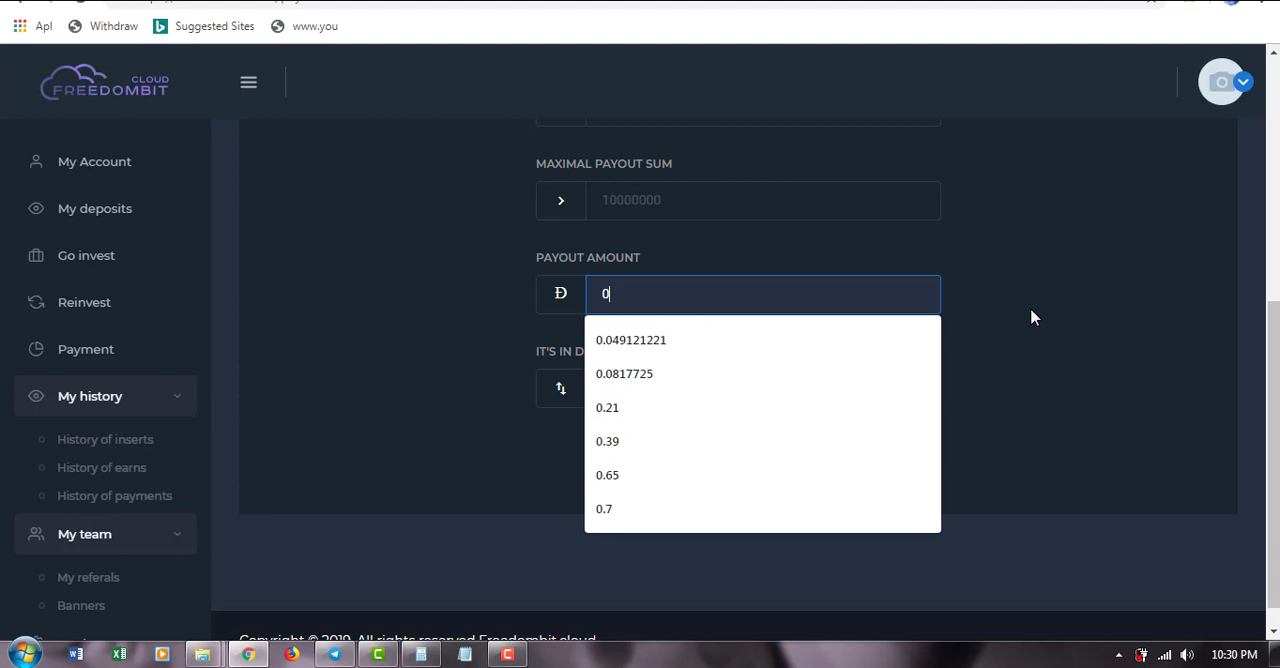 Apl Withdraw Suggested Sites www.you
CLOUD
FREEDOMBIT
My Account
My deposits
Go invest
Reinvest
Payment
My history
History of inserts
History of earns
History of payments
My team
My referals
Banners
MAXIMAL PAYOUT SUM
10000000
PAYOUT AMOUNT
Đ 0
0.049121221
0.0817725
0.21
0.39
0.65
0.7
IT'S IN D
Copyright © 2019. All rights reserved Freedombit.cloud
10:30 PM